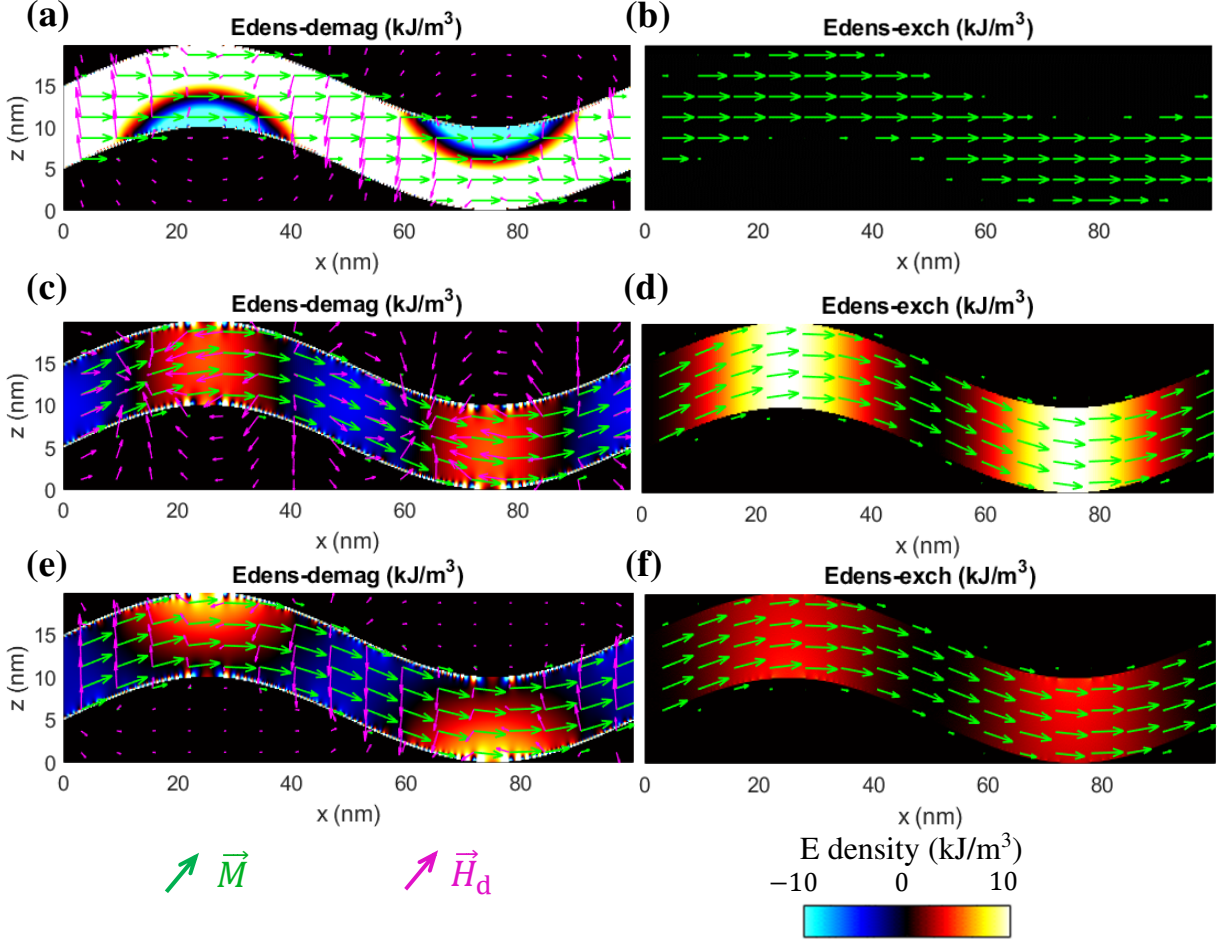 (a)
Edens-demag (kJ/m³)
z (nm)
15
10
5
0
0 20 40 60 80
x (nm)
(b)
Edens-exch (kJ/m³)
0 20 40 60 80
x (nm)
(c)
Edens-demag (kJ/m³)
z (nm)
15
10
5
0
0 20 40 60 80
x (nm)
(d)
Edens-exch (kJ/m³)
0 20 40 60 80
x (nm)
(e)
Edens-demag (kJ/m³)
z (nm)
15
10
5
0
0 20 40 60 80
x (nm)
(f)
Edens-exch (kJ/m³)
0 20 40 60 80
x (nm)
M⃗
H⃗d
E density (kJ/m³)
−10 0 10